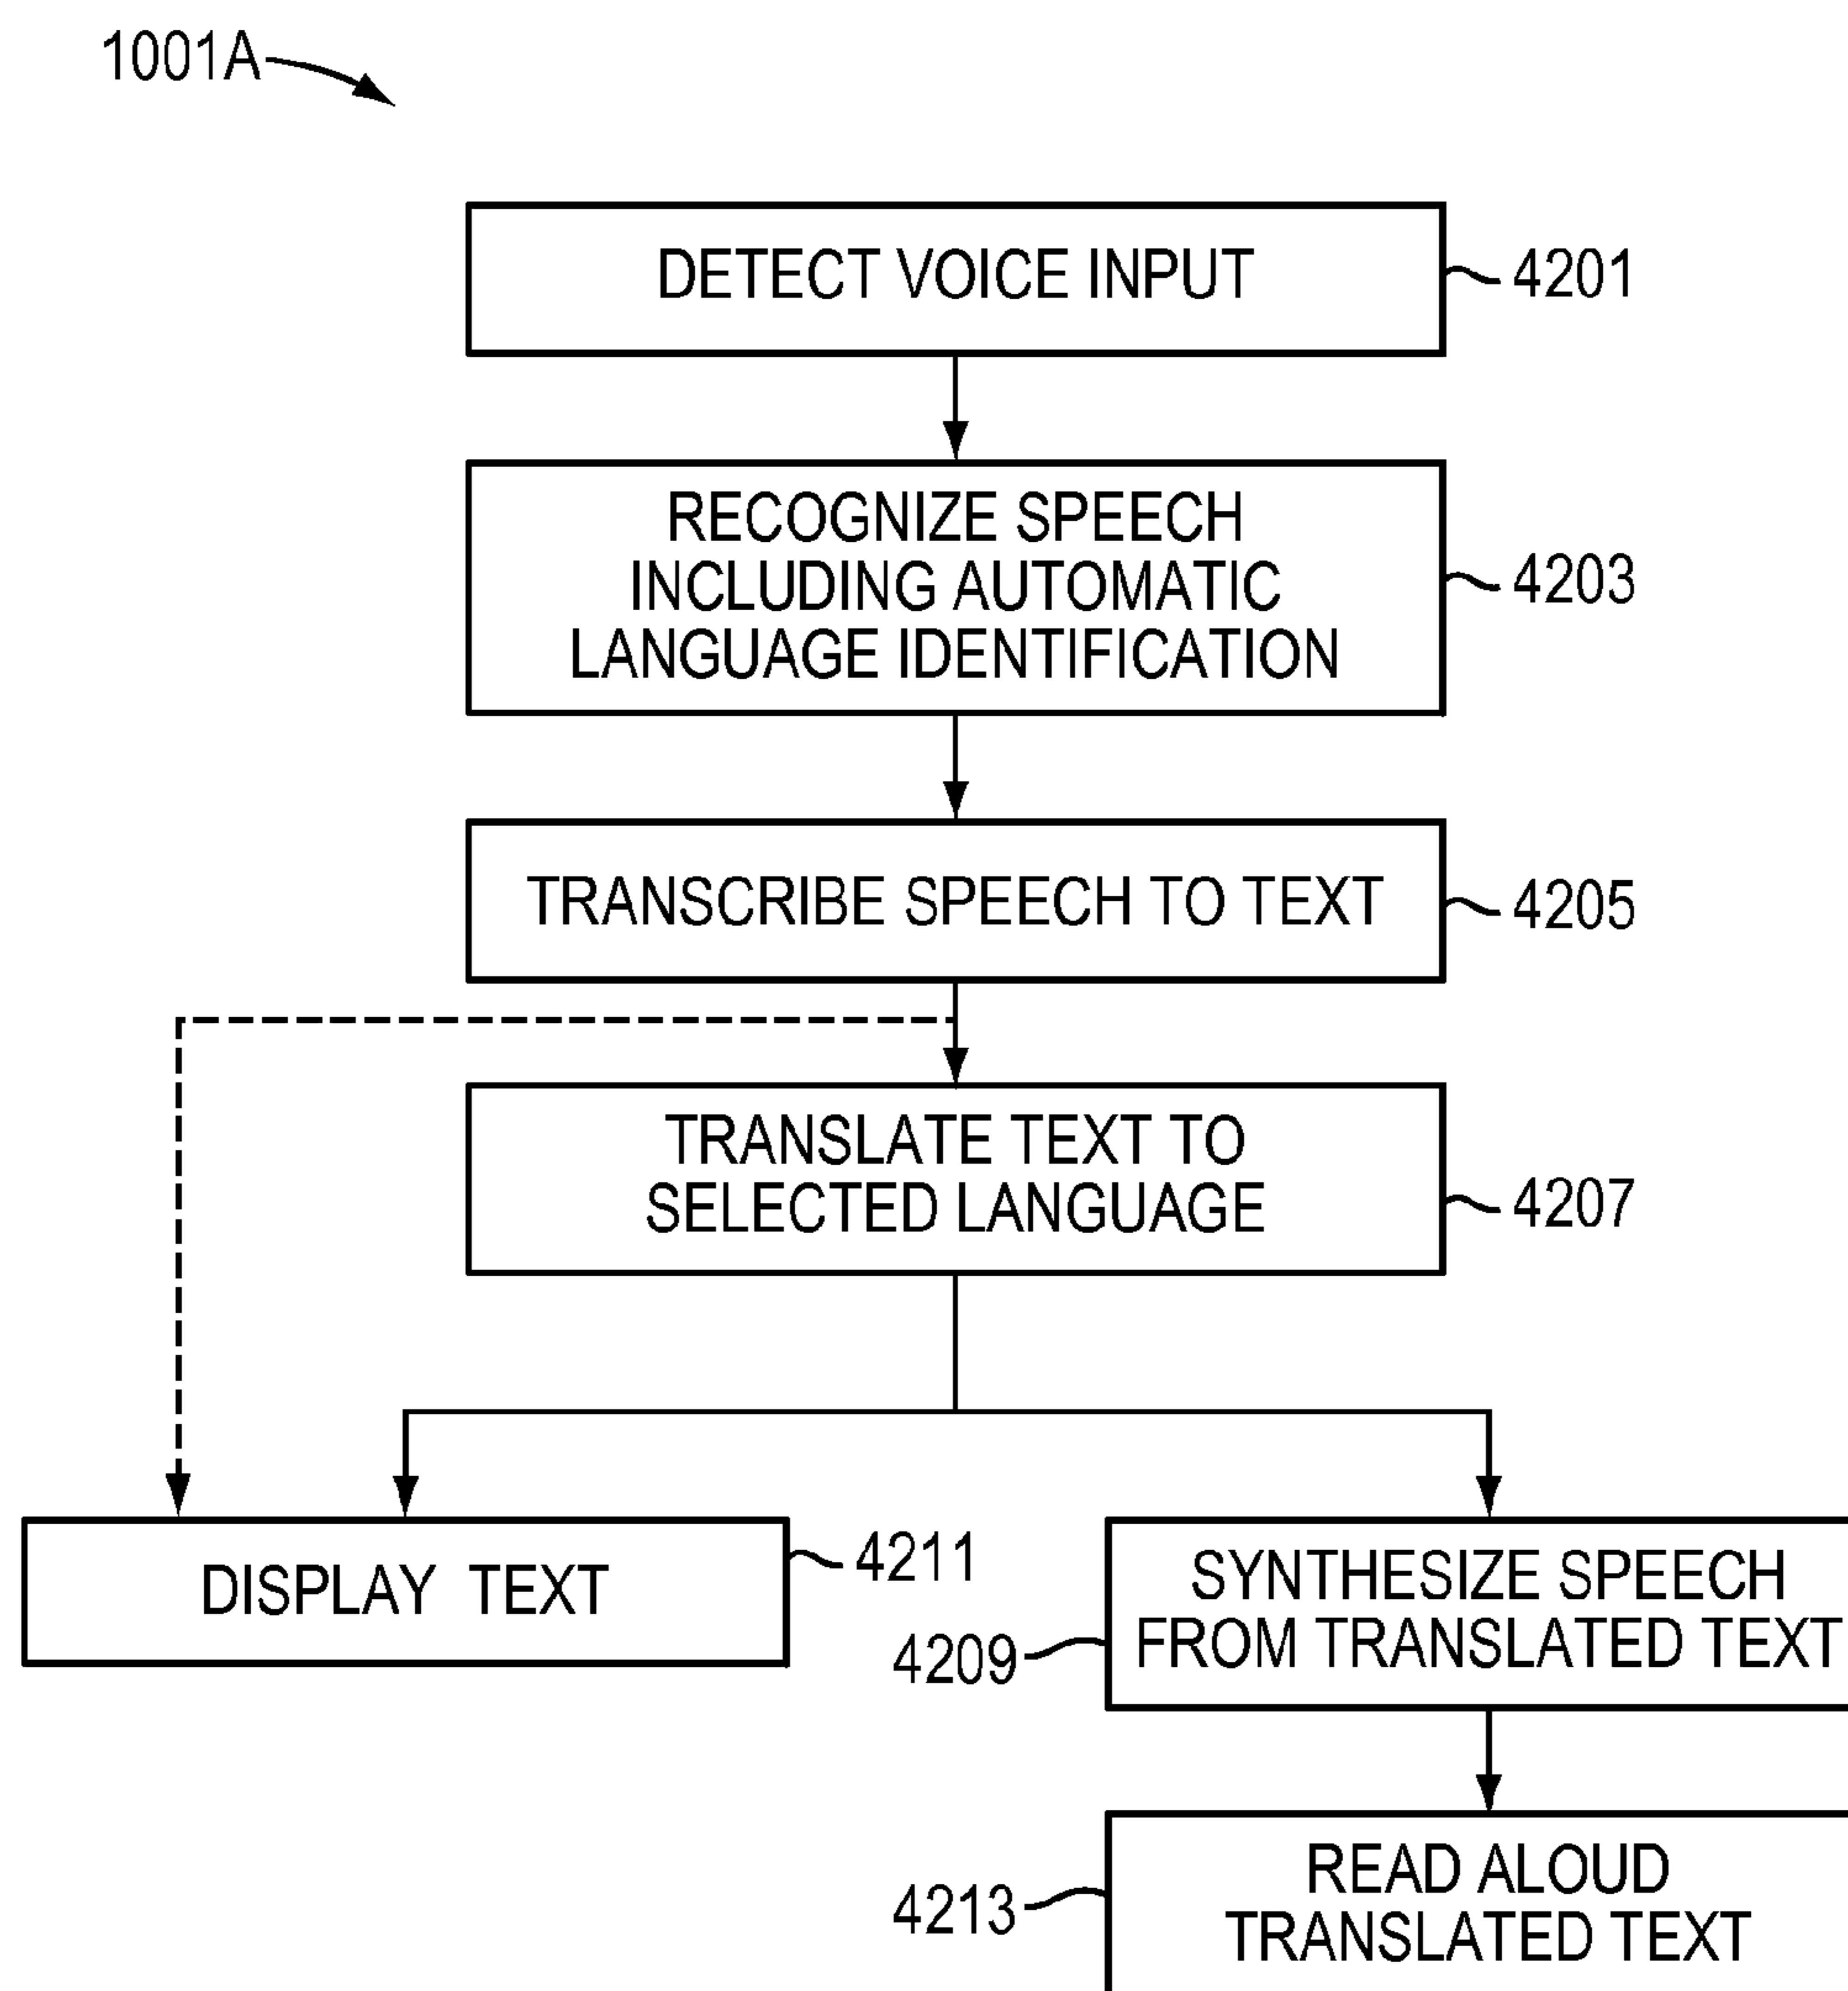 1001A
DETECT VOICE INPUT
4201
RECOGNIZE SPEECH
INCLUDING AUTOMATIC
LANGUAGE IDENTIFICATION
4203
TRANSCRIBE SPEECH TO TEXT
4205
TRANSLATE TEXT TO
SELECTED LANGUAGE
4207
DISPLAY TEXT
4211
SYNTHESIZE SPEECH
FROM TRANSLATED TEXT
4209
READ ALOUD
TRANSLATED TEXT
4213